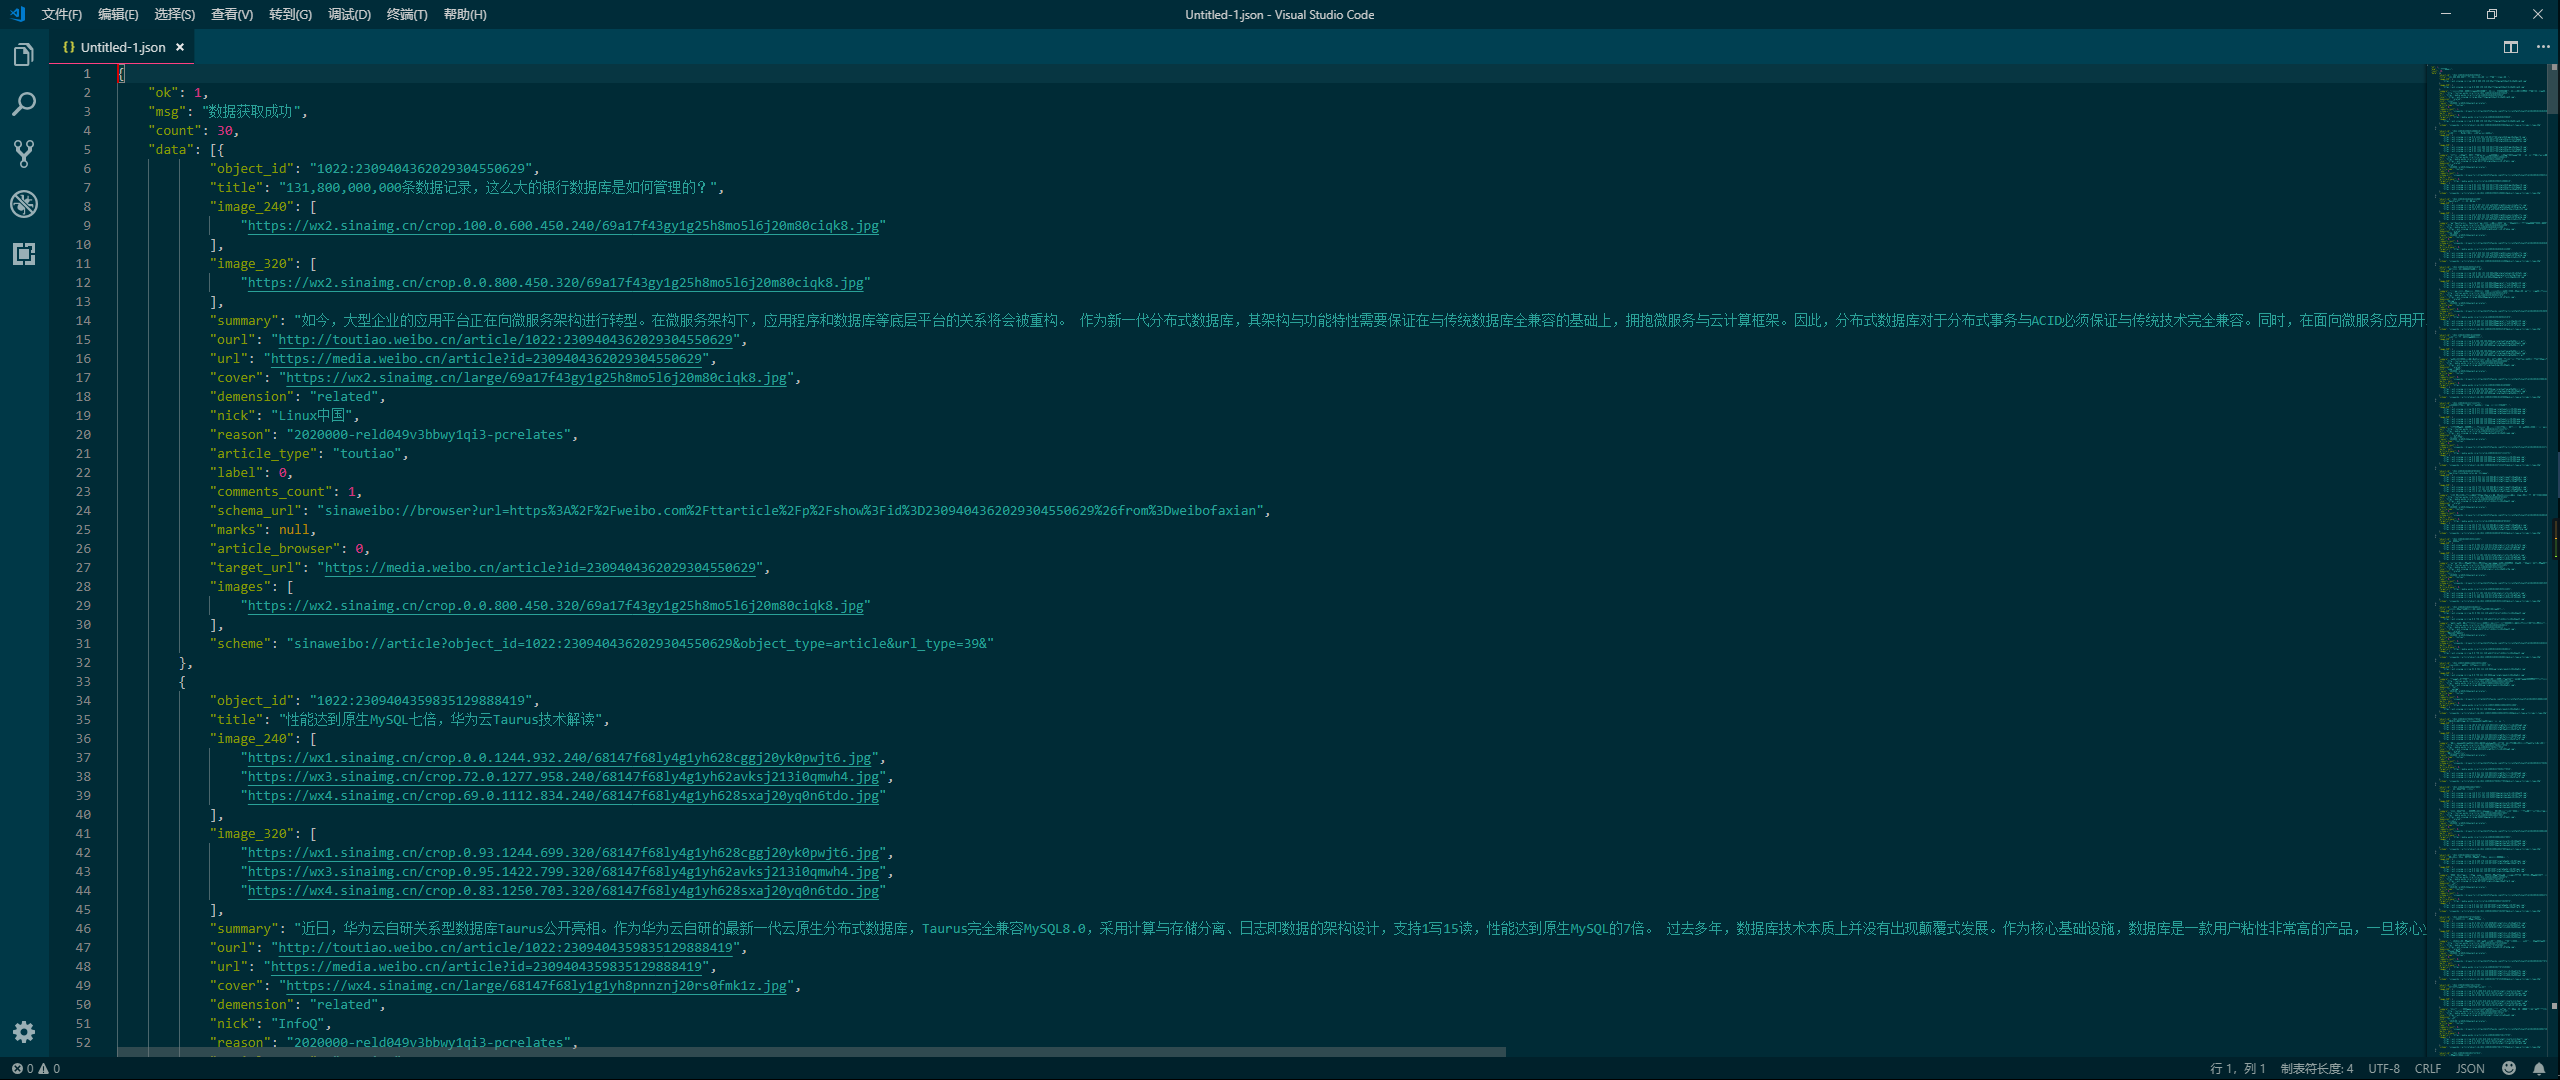 文件(F) 编辑(E) 选择(S) 查看(V) 转到(G) 调试(D) 终端(T) 帮助(H) Untitled-1.json - Visual Studio Code
{} Untitled-1.json ×
1 {
2 "ok": 1,
3 "msg": "数据获取成功",
4 "count": 30,
5 "data": [{
6 "object_id": "1022:2309404362029304550629",
7 "title": "131,800,000,000条数据记录，这么大的银行数据库是如何管理的？",
8 "image_240": [
9 "https://wx2.sinaimg.cn/crop.100.0.600.450.240/69a17f43gy1g25h8mo5l6j20m80ciqk8.jpg"
10 ],
11 "image_320": [
12 "https://wx2.sinaimg.cn/crop.0.0.800.450.320/69a17f43gy1g25h8mo5l6j20m80ciqk8.jpg"
13 ],
14 "summary": "如今，大型企业的应用平台正在向微服务架构进行转型。在微服务架构下，应用程序和数据库等底层平台的关系将会被重构。 作为新一代分布式数据库，其架构与功能特性需要保证在与传统数据库全兼容的基础上，拥抱微服务与云计算框架。因此，分布式数据库对于分布式事务与ACID必须保证与传统技术完全兼容。同时，在面向微服务应用开
15 "ourl": "http://toutiao.weibo.cn/article/1022:2309404362029304550629",
16 "url": "https://media.weibo.cn/article?id=2309404362029304550629",
17 "cover": "https://wx2.sinaimg.cn/large/69a17f43gy1g25h8mo5l6j20m80ciqk8.jpg",
18 "demension": "related",
19 "nick": "Linux中国",
20 "reason": "2020000-reld049v3bbwy1qi3-pcrelates",
21 "article_type": "toutiao",
22 "label": 0,
23 "comments_count": 1,
24 "schema_url": "sinaweibo://browser?url=https%3A%2F%2Fweibo.com%2Fttarticle%2Fp%2Fshow%3Fid%3D2309404362029304550629%26from%3Dweibofaxian",
25 "marks": null,
26 "article_browser": 0,
27 "target_url": "https://media.weibo.cn/article?id=2309404362029304550629",
28 "images": [
29 "https://wx2.sinaimg.cn/crop.0.0.800.450.320/69a17f43gy1g25h8mo5l6j20m80ciqk8.jpg"
30 ],
31 "scheme": "sinaweibo://article?object_id=1022:2309404362029304550629&object_type=article&url_type=39&"
32 },
33 {
34 "object_id": "1022:2309404359835129888419",
35 "title": "性能达到原生MySQL七倍，华为云Taurus技术解读",
36 "image_240": [
37 "https://wx1.sinaimg.cn/crop.0.0.1244.932.240/68147f68ly4g1yh628cggj20yk0pwjt6.jpg",
38 "https://wx3.sinaimg.cn/crop.72.0.1277.958.240/68147f68ly4g1yh62avksj213i0qmwh4.jpg",
39 "https://wx4.sinaimg.cn/crop.69.0.1112.834.240/68147f68ly4g1yh628sxaj20yq0n6tdo.jpg"
40 ],
41 "image_320": [
42 "https://wx1.sinaimg.cn/crop.0.93.1244.699.320/68147f68ly4g1yh628cggj20yk0pwjt6.jpg",
43 "https://wx3.sinaimg.cn/crop.0.95.1422.799.320/68147f68ly4g1yh62avksj213i0qmwh4.jpg",
44 "https://wx4.sinaimg.cn/crop.0.83.1250.703.320/68147f68ly4g1yh628sxaj20yq0n6tdo.jpg"
45 ],
46 "summary": "近日，华为云自研关系型数据库Taurus公开亮相。作为华为云自研的最新一代云原生分布式数据库，Taurus完全兼容MySQL8.0，采用计算与存储分离、日志即数据的架构设计，支持1写15读，性能达到原生MySQL的7倍。 过去多年，数据库技术本质上并没有出现颠覆式发展。作为核心基础设施，数据库是一款用户粘性非常高的产品，一旦核心
47 "ourl": "http://toutiao.weibo.cn/article/1022:2309404359835129888419",
48 "url": "https://media.weibo.cn/article?id=2309404359835129888419",
49 "cover": "https://wx4.sinaimg.cn/large/68147f68ly1g1yh8pnnznj20rs0fmk1z.jpg",
50 "demension": "related",
51 "nick": "InfoQ",
52 "reason": "2020000-reld049v3bbwy1qi3-pcrelates",
0 0 行 1，列 1 制表符长度: 4 UTF-8 CRLF JSON